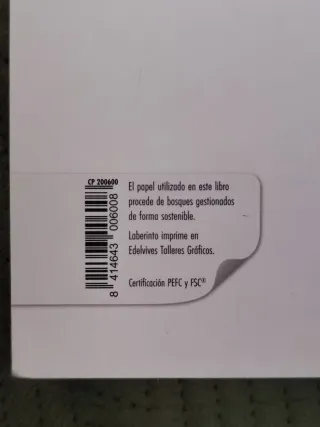 CP 200600
8 414643 006008
El papel utilizado en este libro
procede de bosques gestionados
de forma sostenible.
Laberinto imprime en
Edelvives Talleres Gráficos.
Certificación PEFC y FSC®